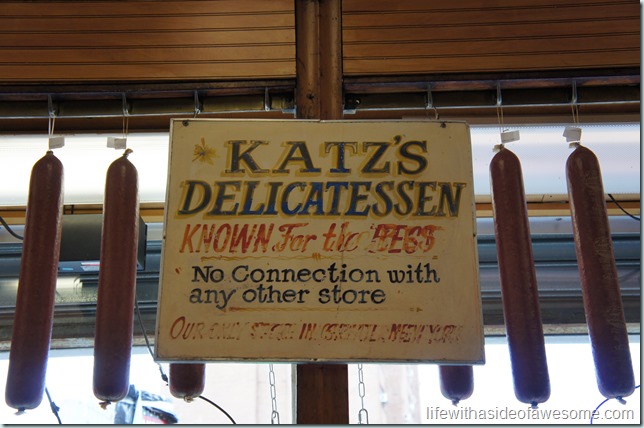 KATZ'S
DELICATESSEN
KNOWN For the BEST
No Connection with
any other store
OUR ONLY STORE IN NEW YORK
lifewithasideofawesome.com